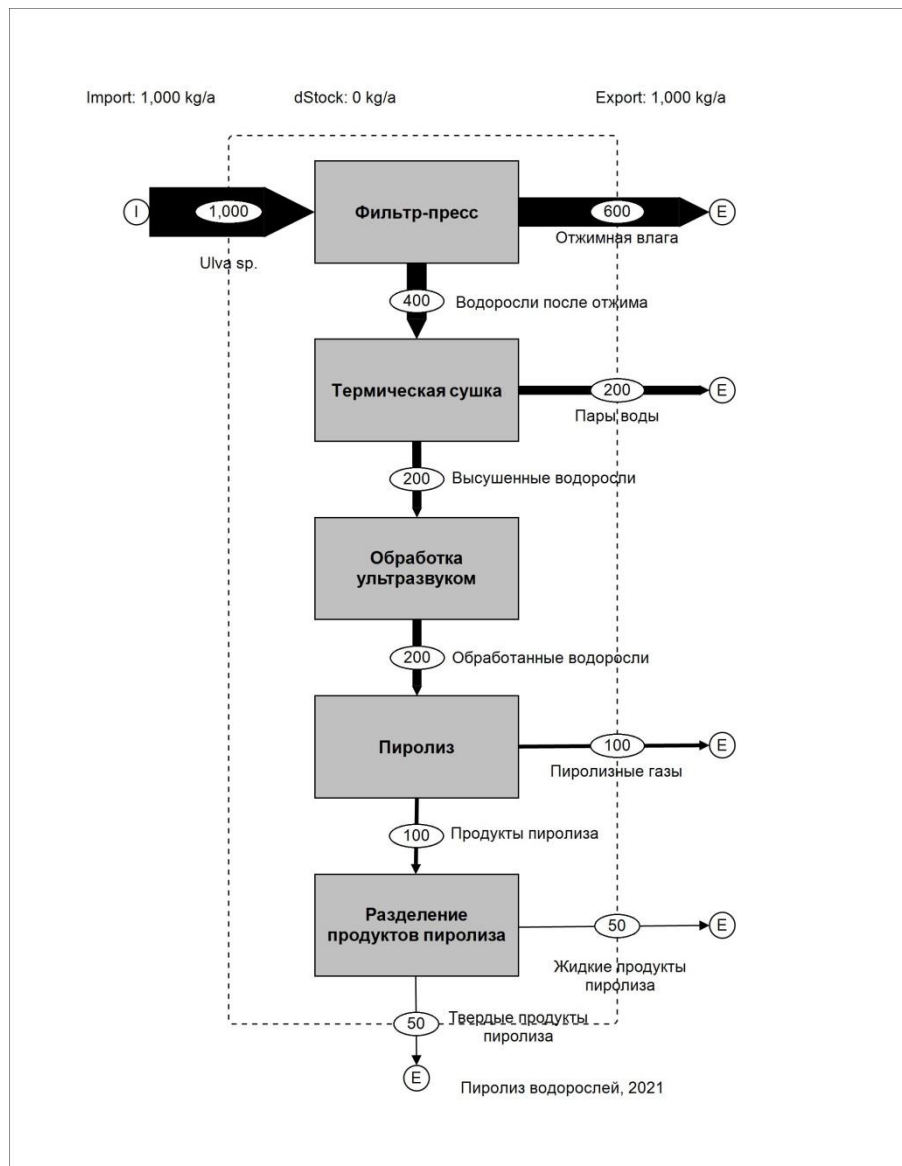 Import: 1,000 kg/a
dStock: 0 kg/a
Export: 1,000 kg/a
I
1,000
Фильтр-пресс
600
E
Отжимная влага
Ulva sp.
400
Водоросли после отжима
Термическая сушка
200
E
Пары воды
200
Высушенные водоросли
Обработка
ультразвуком
200
Обработанные водоросли
Пиролиз
100
E
Пиролизные газы
100
Продукты пиролиза
Разделение
продуктов пиролиза
50
E
Жидкие продукты
пиролиза
50
Твердые продукты
пиролиза
E
Пиролиз водорослей, 2021